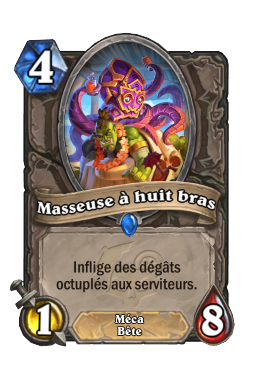 4
Masseuse à huit bras
Inflige des dégâts
octuplés aux serviteurs.
1
Méca
Bête
8